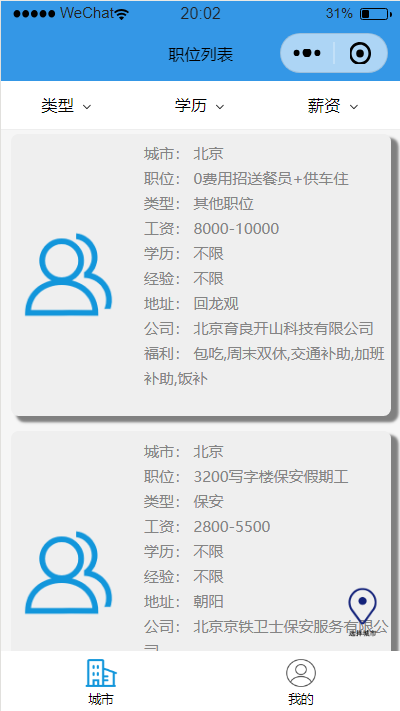 WeChat 20:02 31%
职位列表
类型 学历 薪资
城市： 北京
职位： 0费用招送餐员+供车住
类型： 其他职位
工资： 8000-10000
学历： 不限
经验： 不限
地址： 回龙观
公司： 北京育良开山科技有限公司
福利： 包吃,周末双休,交通补助,加班
补助,饭补
城市： 北京
职位： 3200写字楼保安假期工
类型： 保安
工资： 2800-5500
学历： 不限
经验： 不限
地址： 朝阳
公司： 北京京铁卫士保安服务有限公
司
选择城市
城市 我的